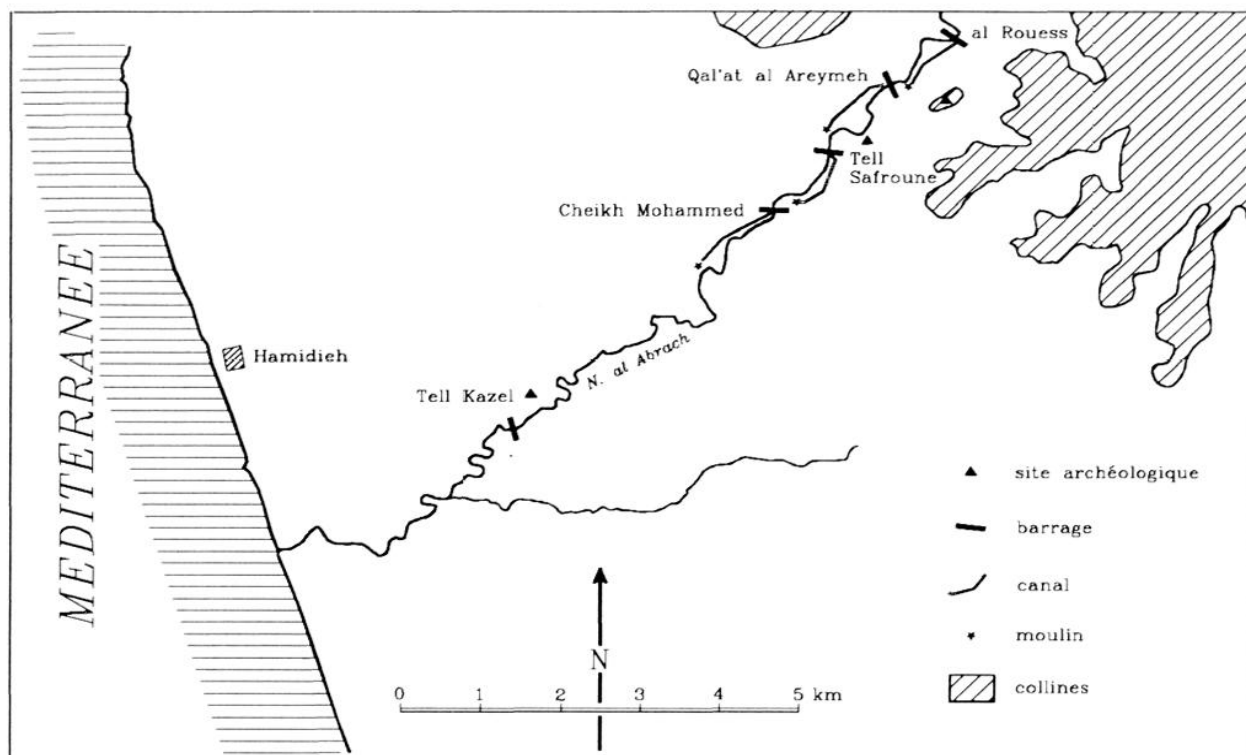 al Rouess
Qal'at al Areymeh
Tell
Safroune
Cheikh Mohammed
MEDITERRANEE
Hamidieh
N. al Abrach
Tell Kazel
site archéologique
barrage
canal
moulin
collines
N
0 1 2 3 4 5 km